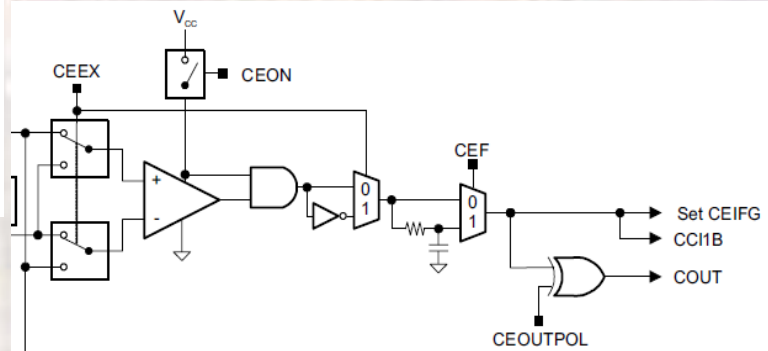 VCC
CEEX
CEON
CEF
+
-
0
1
0
1
Set CEIFG
CCI1B
COUT
CEOUTPOL